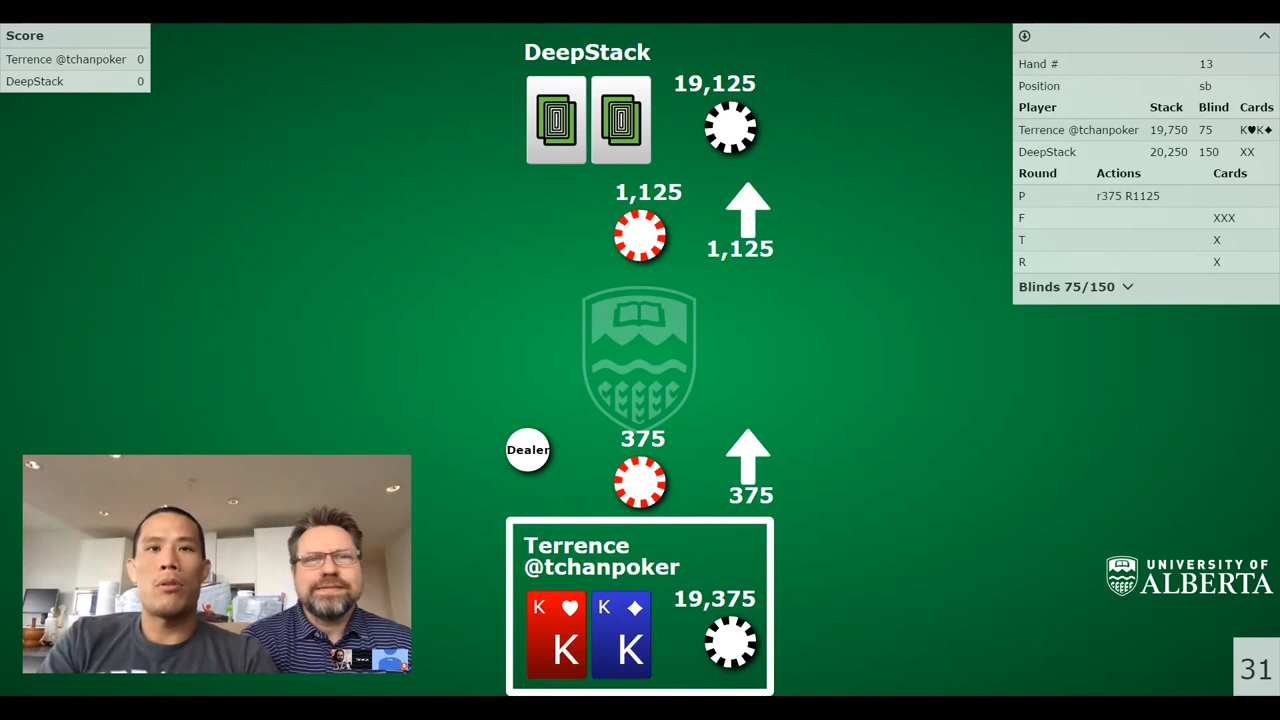 Score
Terrence @tchanpoker 0
DeepStack 0
DeepStack
19,125
1,125
1,125
Dealer
375
375
Terrence
@tchanpoker
K K
K K
19,375
Hand # 13
Position sb
Player Stack Blind Cards
Terrence @tchanpoker 19,750 75 K♥K♦
DeepStack 20,250 150 XX
Round Actions Cards
P r375 R1125
F XXX
T X
R X
Blinds 75/150
UNIVERSITY OF
ALBERTA
31